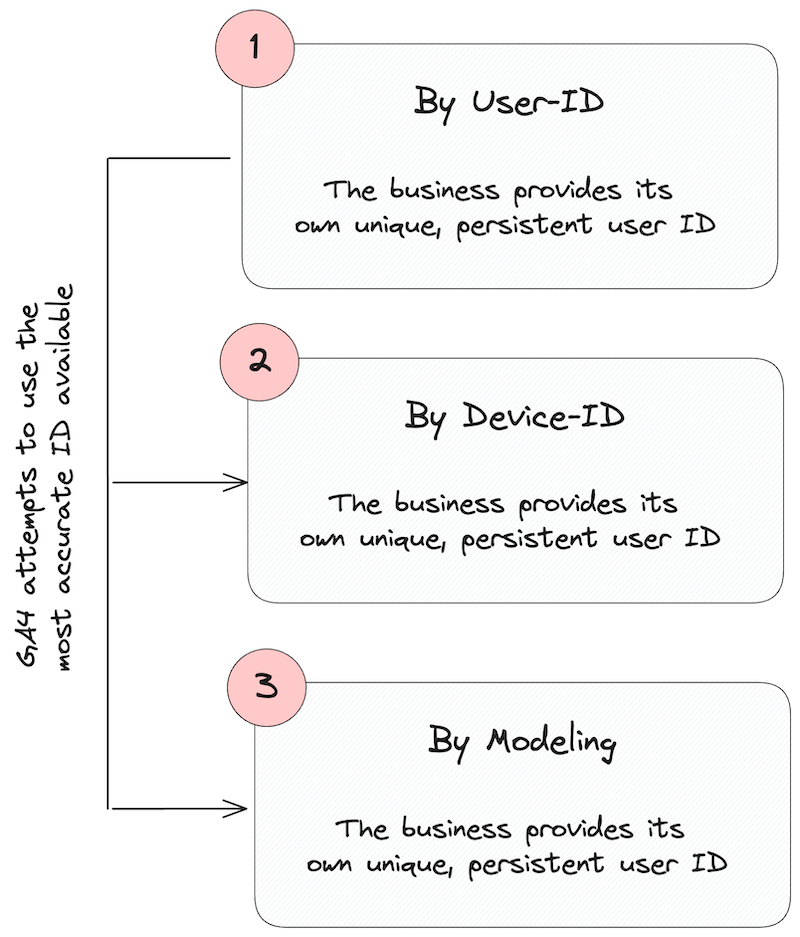 1
By User-ID
The business provides its
own unique, persistent user ID
GA4 attempts to use the
most accurate ID available
2
By Device-ID
The business provides its
own unique, persistent user ID
3
By Modeling
The business provides its
own unique, persistent user ID